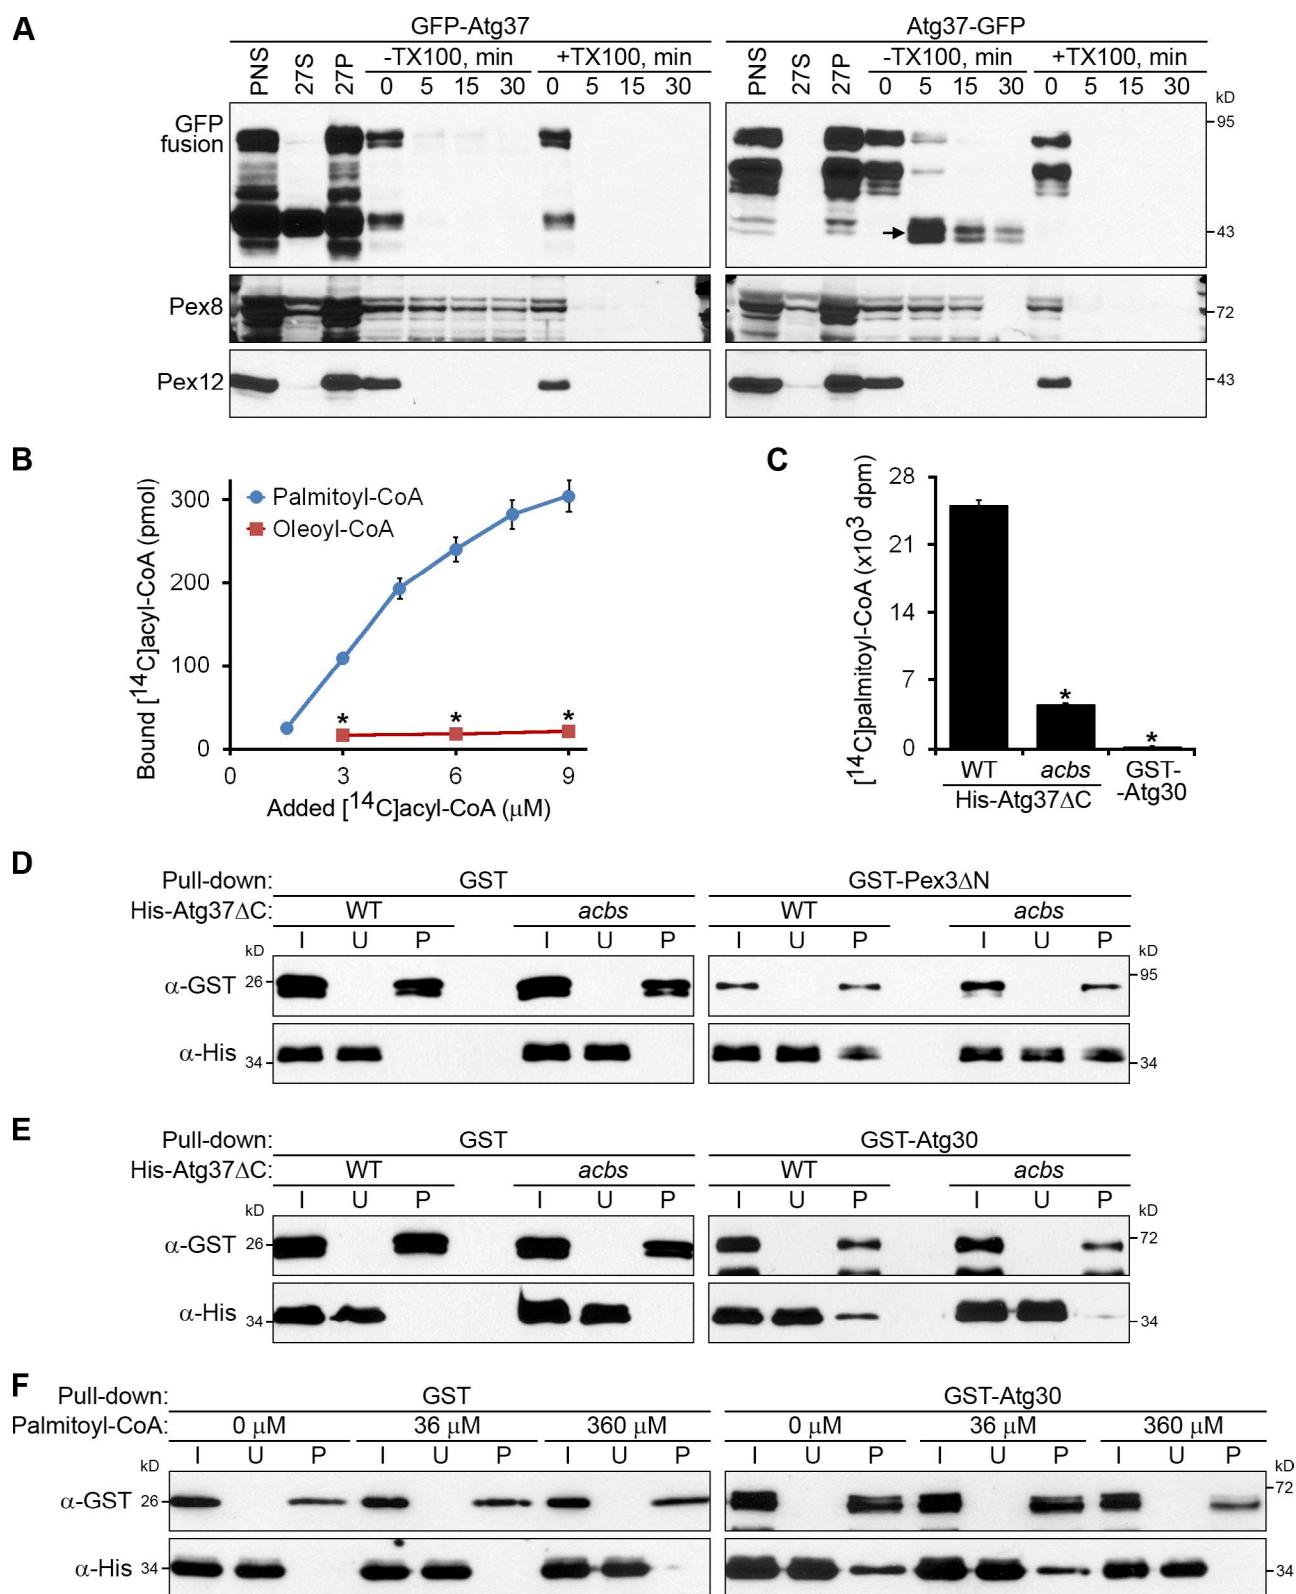 A
GFP-Atg37 Atg37-GFP
PNS 27S 27P -TX100, min +TX100, min PNS 27S 27P -TX100, min +TX100, min
0 5 15 30 0 5 15 30 0 5 15 30 0 5 15 30
kD
GFP fusion
95
43
Pex8
72
Pex12
43
B
Bound [14C]acyl-CoA (pmol)
300
200
100
0
Palmitoyl-CoA
Oleoyl-CoA
* * *
0 3 6 9
Added [14C]acyl-CoA (μM)
C
[14C]palmitoyl-CoA (x103 dpm)
28
21
14
7
0
* *
WT acbs GST-
His-Atg37ΔC -Atg30
D
Pull-down: GST GST-Pex3ΔN
His-Atg37ΔC: WT acbs WT acbs
I U P I U P I U P I U P
kD kD
α-GST 26 95
α-His 34 34
E
Pull-down: GST GST-Atg30
His-Atg37ΔC: WT acbs WT acbs
I U P I U P I U P I U P
kD kD
α-GST 26 72
α-His 34 34
F
Pull-down: GST GST-Atg30
Palmitoyl-CoA: 0 μM 36 μM 360 μM 0 μM 36 μM 360 μM
I U P I U P I U P I U P I U P I U P
kD kD
α-GST 26 72
α-His 34 34